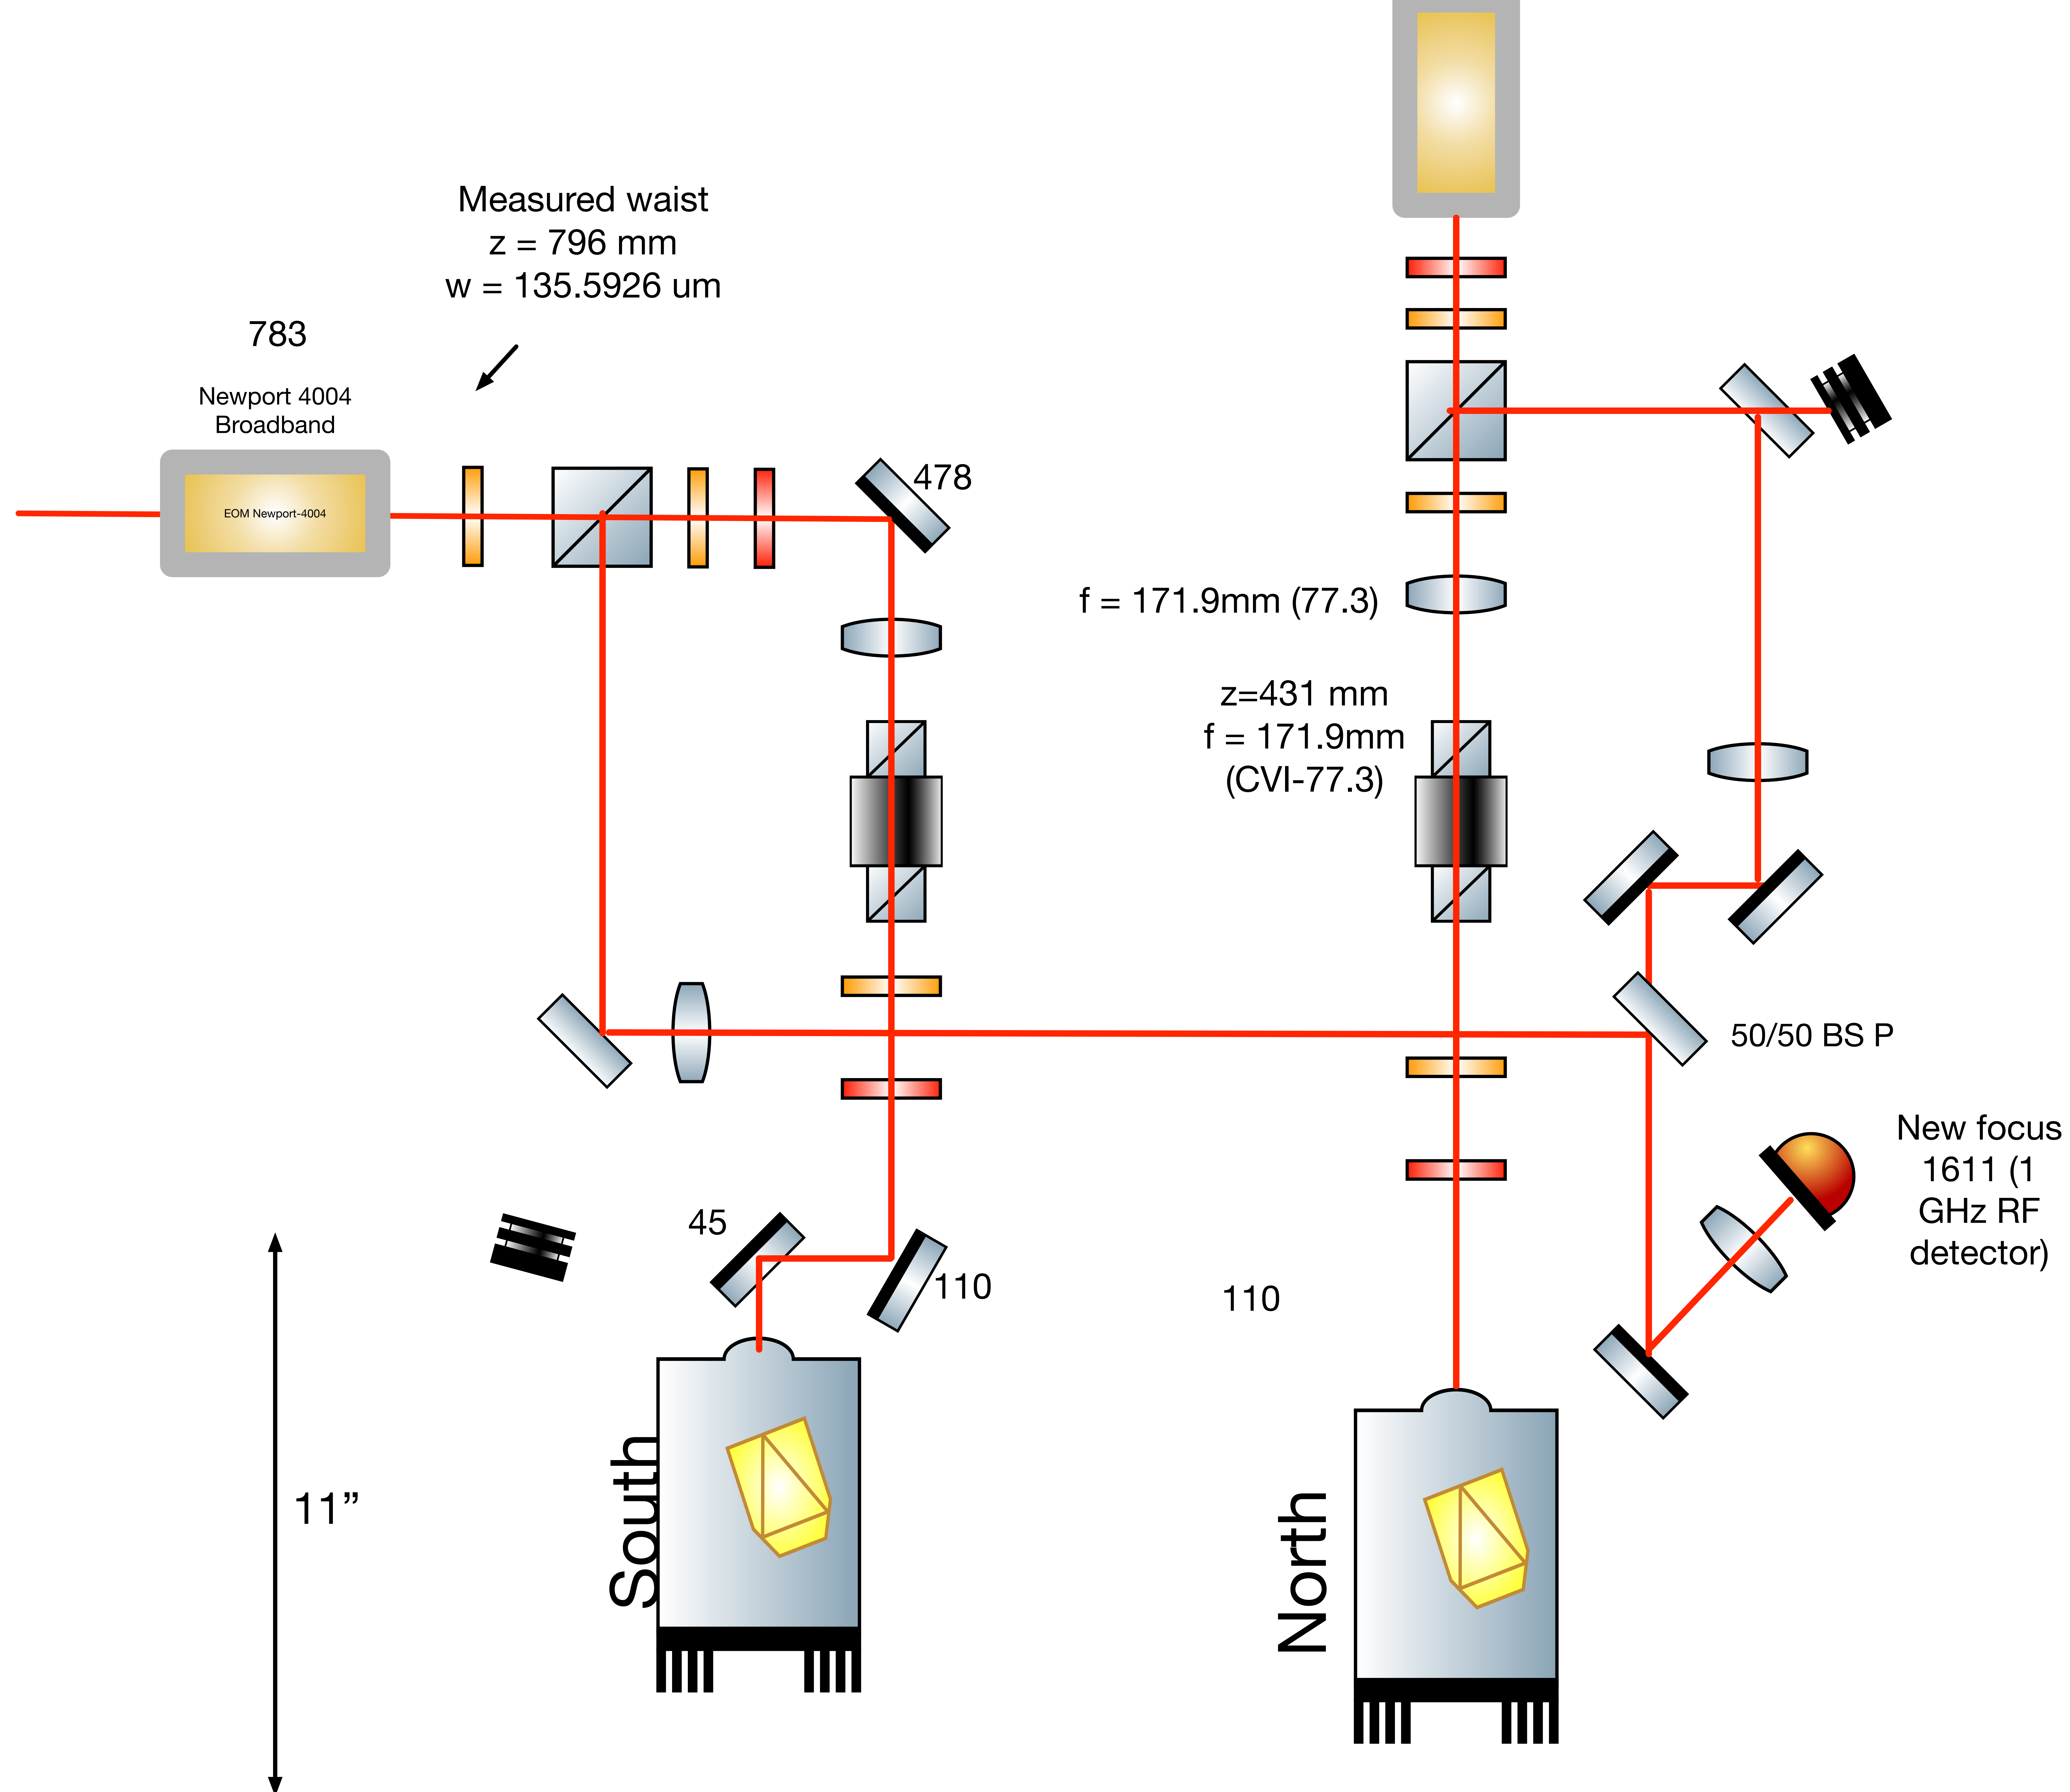 Measured waist
z = 796 mm
w = 135.5926 um
783
Newport 4004
Broadband
EOM Newport-4004
478
f = 171.9mm (77.3)
z=431 mm
f = 171.9mm
(CVI-77.3)
50/50 BS P
New focus
1611 (1
GHz RF
detector)
45
110
110
11”
South
North